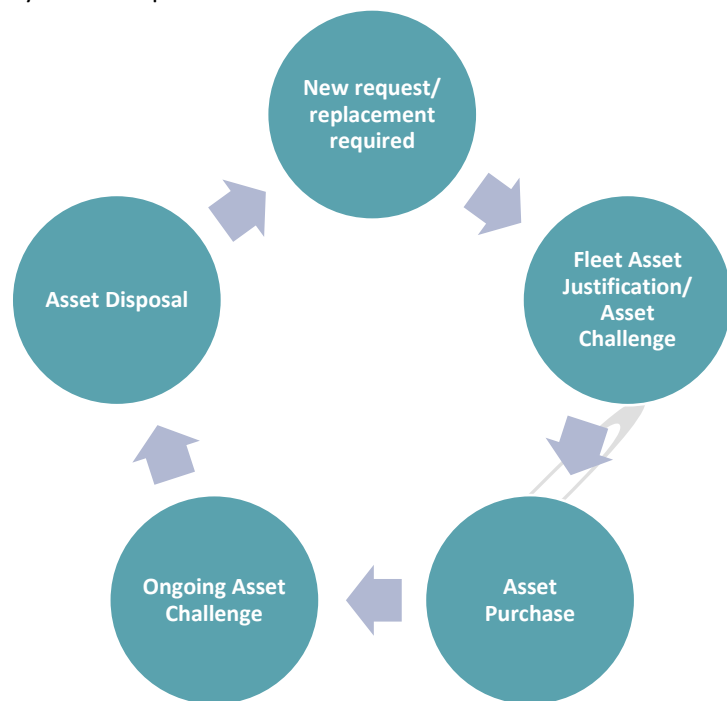 New request/
replacement
required
Fleet Asset
Justification/
Asset
Challenge
Asset
Purchase
Ongoing Asset
Challenge
Asset Disposal